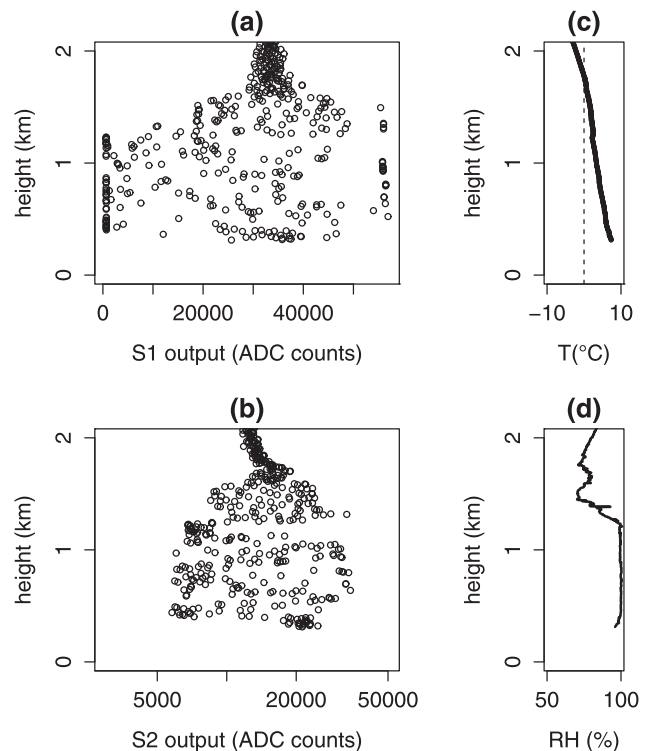 (a)
2
1
0
height (km)
0 20000 40000
S1 output (ADC counts)
(c)
2
1
0
height (km)
−10 10
T(°C)
(b)
2
1
0
height (km)
5000 20000 50000
S2 output (ADC counts)
(d)
2
1
0
height (km)
50 100
RH (%)